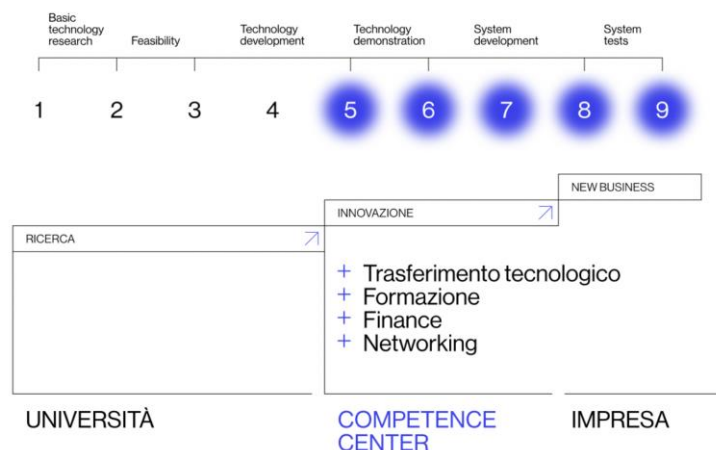 Basic
technology
research
Feasibility
Technology
development
Technology
demonstration
System
development
System
tests
1 2 3 4 5 6 7 8 9
NEW BUSINESS
INNOVAZIONE
RICERCA
+ Trasferimento tecnologico
+ Formazione
+ Finance
+ Networking
UNIVERSITÀ
COMPETENCE
CENTER
IMPRESA